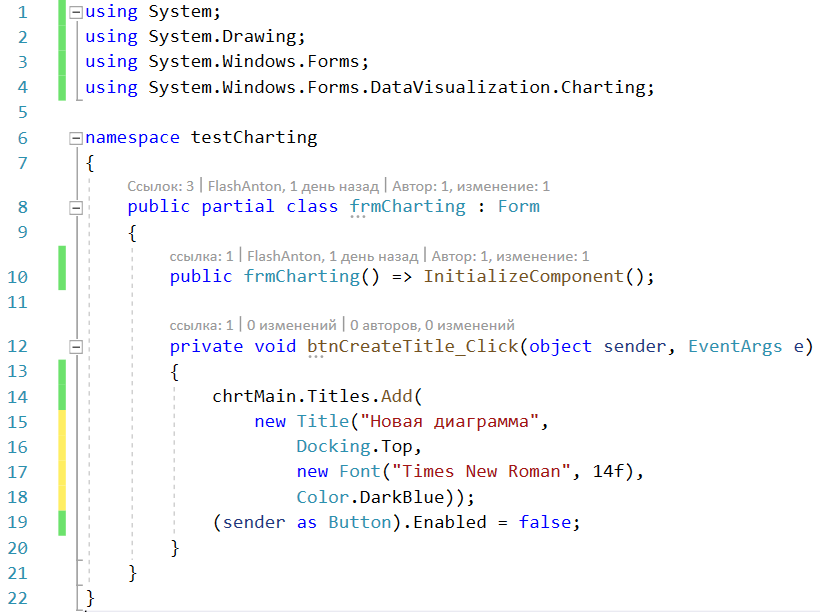 1 using System;
2 using System.Drawing;
3 using System.Windows.Forms;
4 using System.Windows.Forms.DataVisualization.Charting;
5
6 namespace testCharting
7 {
Ссылок: 3 | FlashAnton, 1 день назад | Автор: 1, изменение: 1
8 public partial class frmCharting : Form
9 {
ссылка: 1 | FlashAnton, 1 день назад | Автор: 1, изменение: 1
10 public frmCharting() => InitializeComponent();
11
ссылка: 1 | 0 изменений | 0 авторов, 0 изменений
12 private void btnCreateTitle_Click(object sender, EventArgs e)
13 {
14 chrtMain.Titles.Add(
15 new Title("Новая диаграмма",
16 Docking.Top,
17 new Font("Times New Roman", 14f),
18 Color.DarkBlue));
19 (sender as Button).Enabled = false;
20 }
21 }
22 }